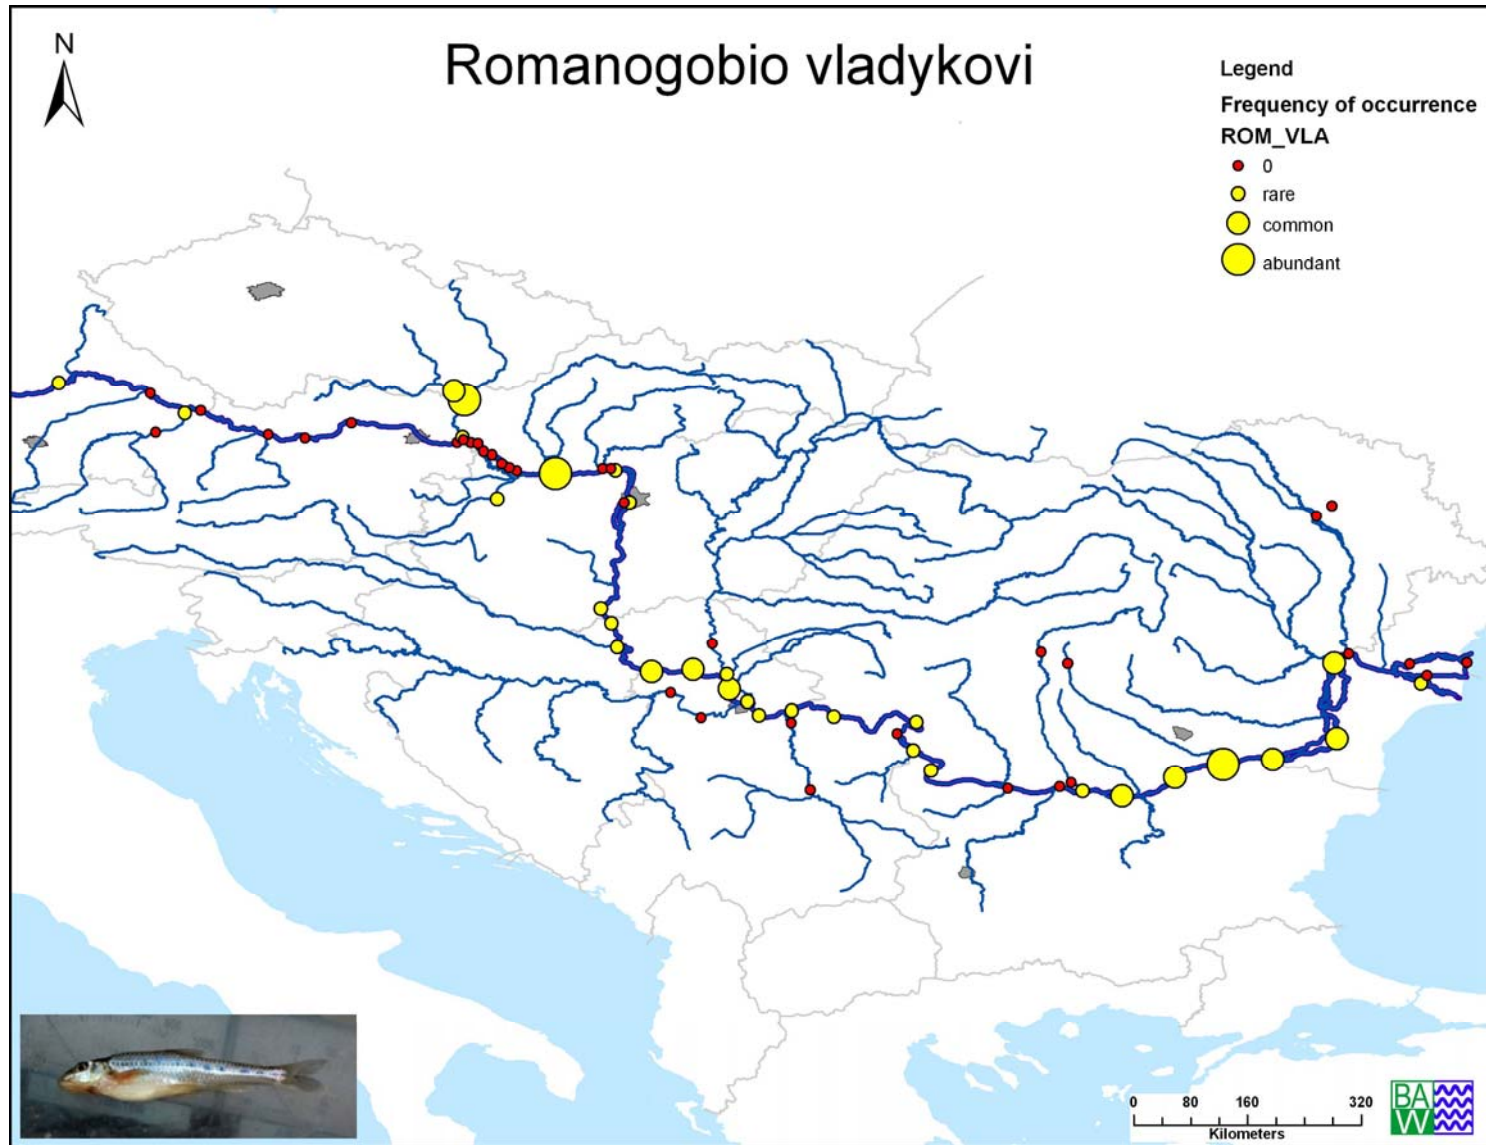 N
Romanogobio vladykovi
Legend
Frequency of occurrence
ROM_VLA
0
rare
common
abundant
0 80 160 320
Kilometers
BA
W